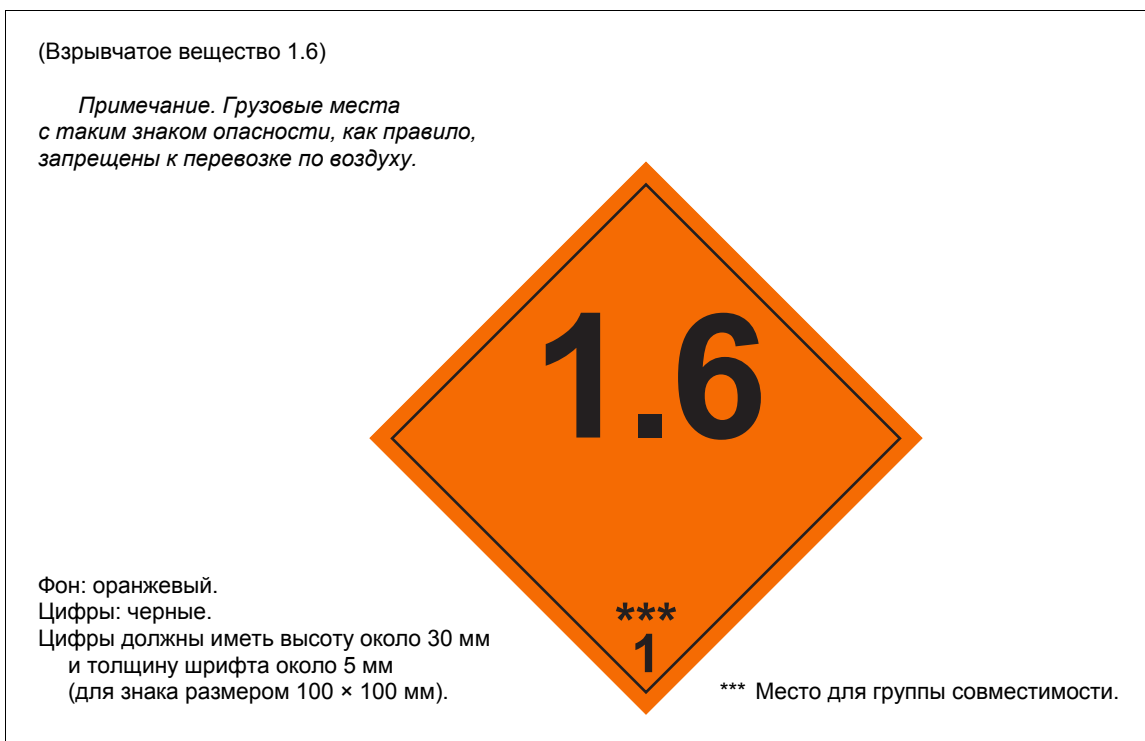 (Взрывчатое вещество 1.6)
Примечание. Грузовые места
с таким знаком опасности, как правило,
запрещены к перевозке по воздуху.
1.6
***
1
Фон: оранжевый.
Цифры: черные.
Цифры должны иметь высоту около 30 мм
и толщину шрифта около 5 мм
(для знака размером 100 × 100 мм).
*** Место для группы совместимости.